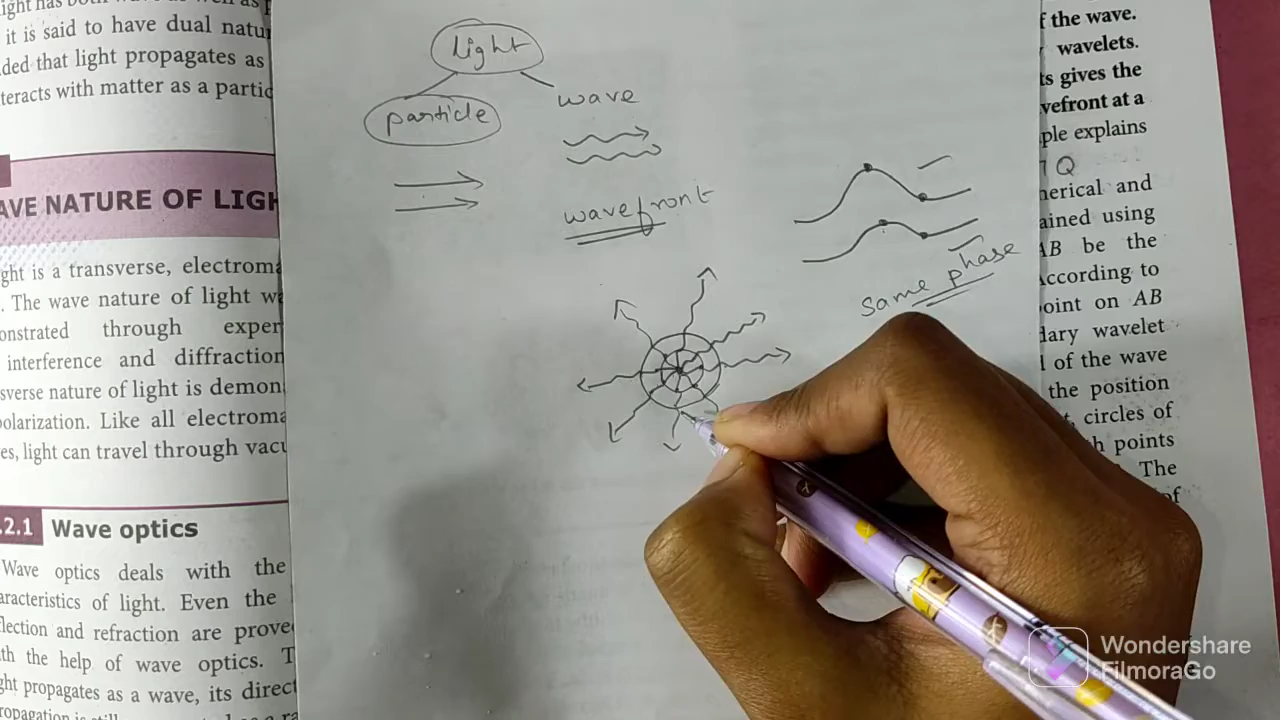 it is said to have dual natu
ded that light propagates as
teracts with matter as a partic
AVE NATURE OF LIGH
ght is a transverse, electroma
. The wave nature of light wa
onstrated through exper
interference and diffraction
sverse nature of light is demon
polarization. Like all electroma
es, light can travel through vacu
.2.1 Wave optics
Wave optics deals with the
aracteristics of light. Even the
flection and refraction are prove
th the help of wave optics. T
ght propagates as a wave, its direct
light
particle
wave
wavefront
same phase
f the wave.
wavelets.
ts gives the
vefront at a
ple explains
Q
herical and
ained using
AB be the
According to
oint on AB
dary wavelet
l of the wave
the position
t, circles of
h points
The
of
Wondershare
FilmoraGo